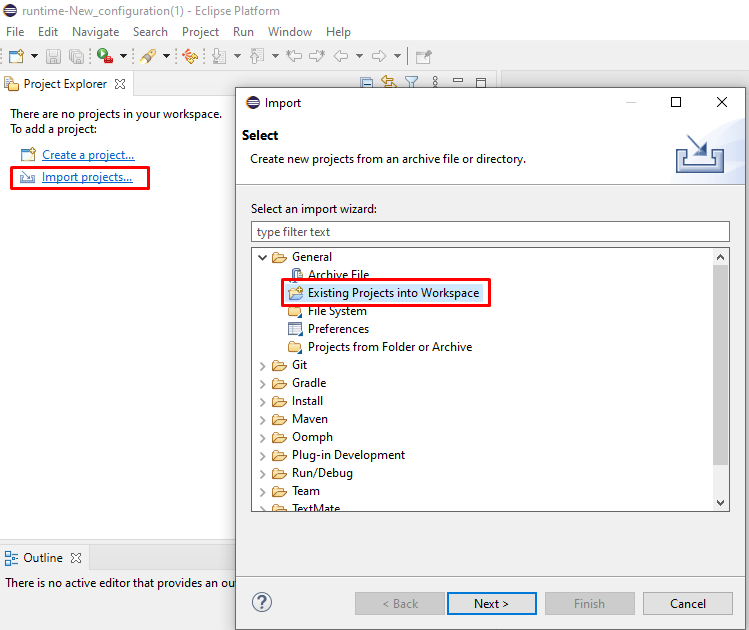 runtime-New_configuration(1) - Eclipse Platform
File Edit Navigate Search Project Run Window Help
Project Explorer
There are no projects in your workspace.
To add a project:
Create a project...
Import projects...
Outline
There is no active editor that provides an ou
Import
Select
Create new projects from an archive file or directory.
Select an import wizard:
type filter text
General
Archive File
Existing Projects into Workspace
File System
Preferences
Projects from Folder or Archive
Git
Gradle
Install
Maven
Oomph
Plug-in Development
Run/Debug
Team
TextMate
? < Back Next > Finish Cancel